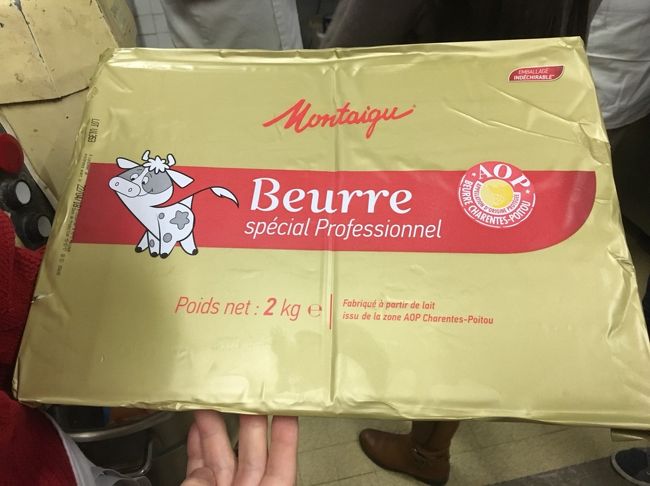 EMBALLAGE
INDÉCHIRABLE
Montaigu
Beurre
spécial Professionnel
AOP
BEURRE CHARENTES-POITOU
Poids net : 2 kg e
Fabriqué à partir de lait
issu de la zone AOP Charentes-Poitou